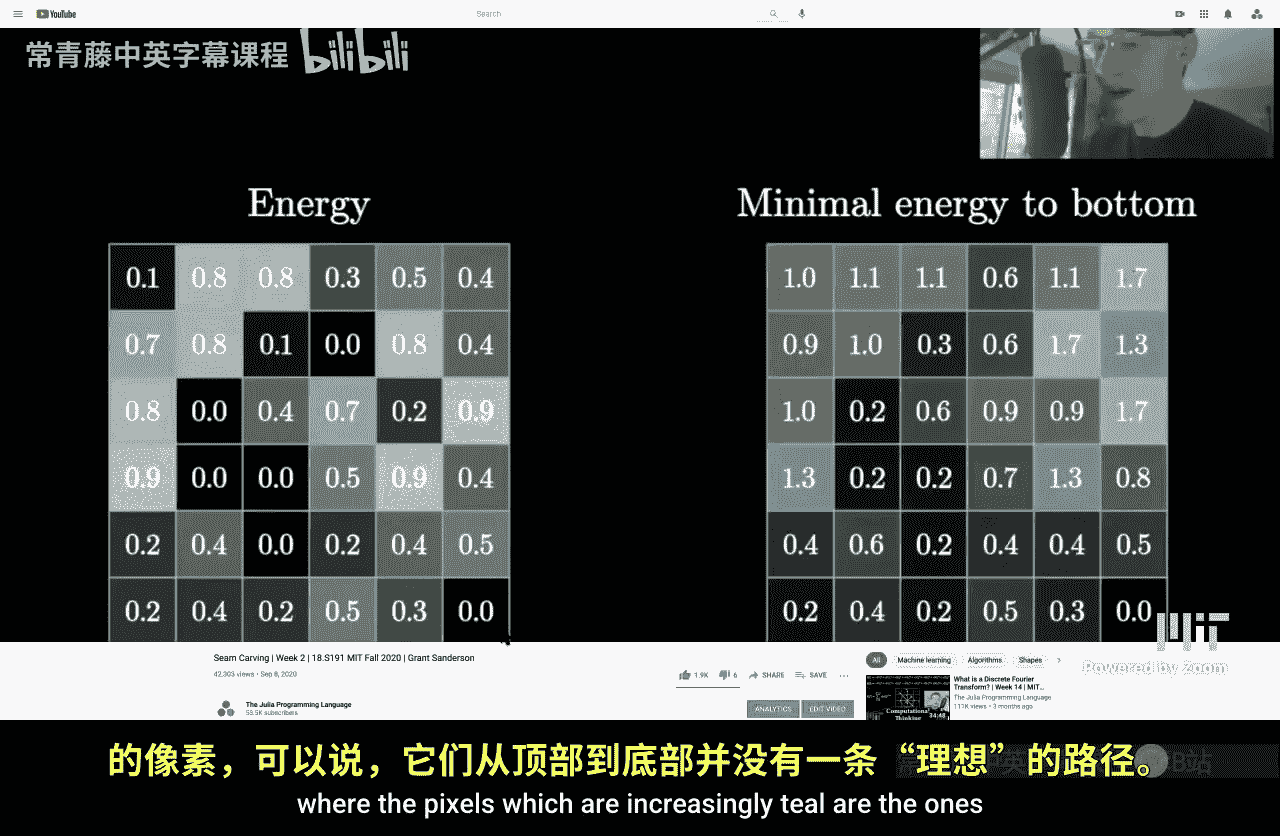 YouTube
Search
常青藤中英字幕课程 bilibili
Energy
Minimal energy to bottom
0.1 0.8 0.8 0.3 0.5 0.4
1.0 1.1 1.1 0.6 1.1 1.7
0.7 0.8 0.1 0.0 0.8 0.4
0.9 1.0 0.3 0.6 1.7 1.3
0.8 0.0 0.4 0.7 0.2 0.9
1.0 0.2 0.6 0.9 0.9 1.7
0.9 0.0 0.0 0.5 0.9 0.4
1.3 0.2 0.2 0.7 1.3 0.8
0.2 0.4 0.0 0.2 0.4 0.5
0.4 0.6 0.2 0.4 0.4 0.5
0.2 0.4 0.2 0.5 0.3 0.0
0.2 0.4 0.2 0.5 0.3 0.0
MIT
Powered by Zoom
Seam Carving | Week 2 | 18.S191 MIT Fall 2020 | Grant Sanderson
42,303 views • Sep 8, 2020
1.9K 6 SHARE SAVE ...
The Julia Programming Language
ANALYTICS EDIT VIDEO
All Machine learning Algorithms Shapes
What is a Discrete Fourier
Transform? | Week 14 | MIT...
The Julia Programming Language
117K views • 3 months ago
Computational
Thinking
34:48
的像素，可以说，它们从顶部到底部并没有一条“理想”的路径。
B站
where the pixels which are increasingly teal are the ones